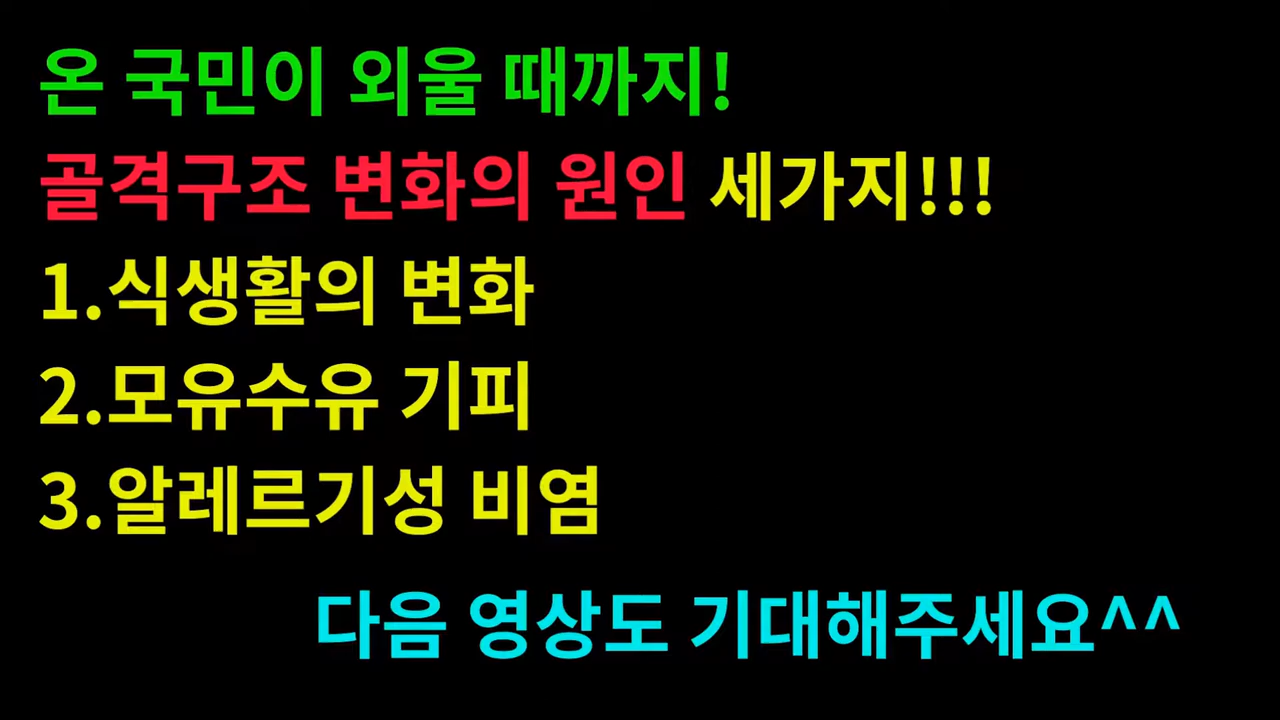 온 국민이 외울 때까지!
골격구조 변화의 원인 세가지!!!
1.식생활의 변화
2.모유수유 기피
3.알레르기성 비염
다음 영상도 기대해주세요^^